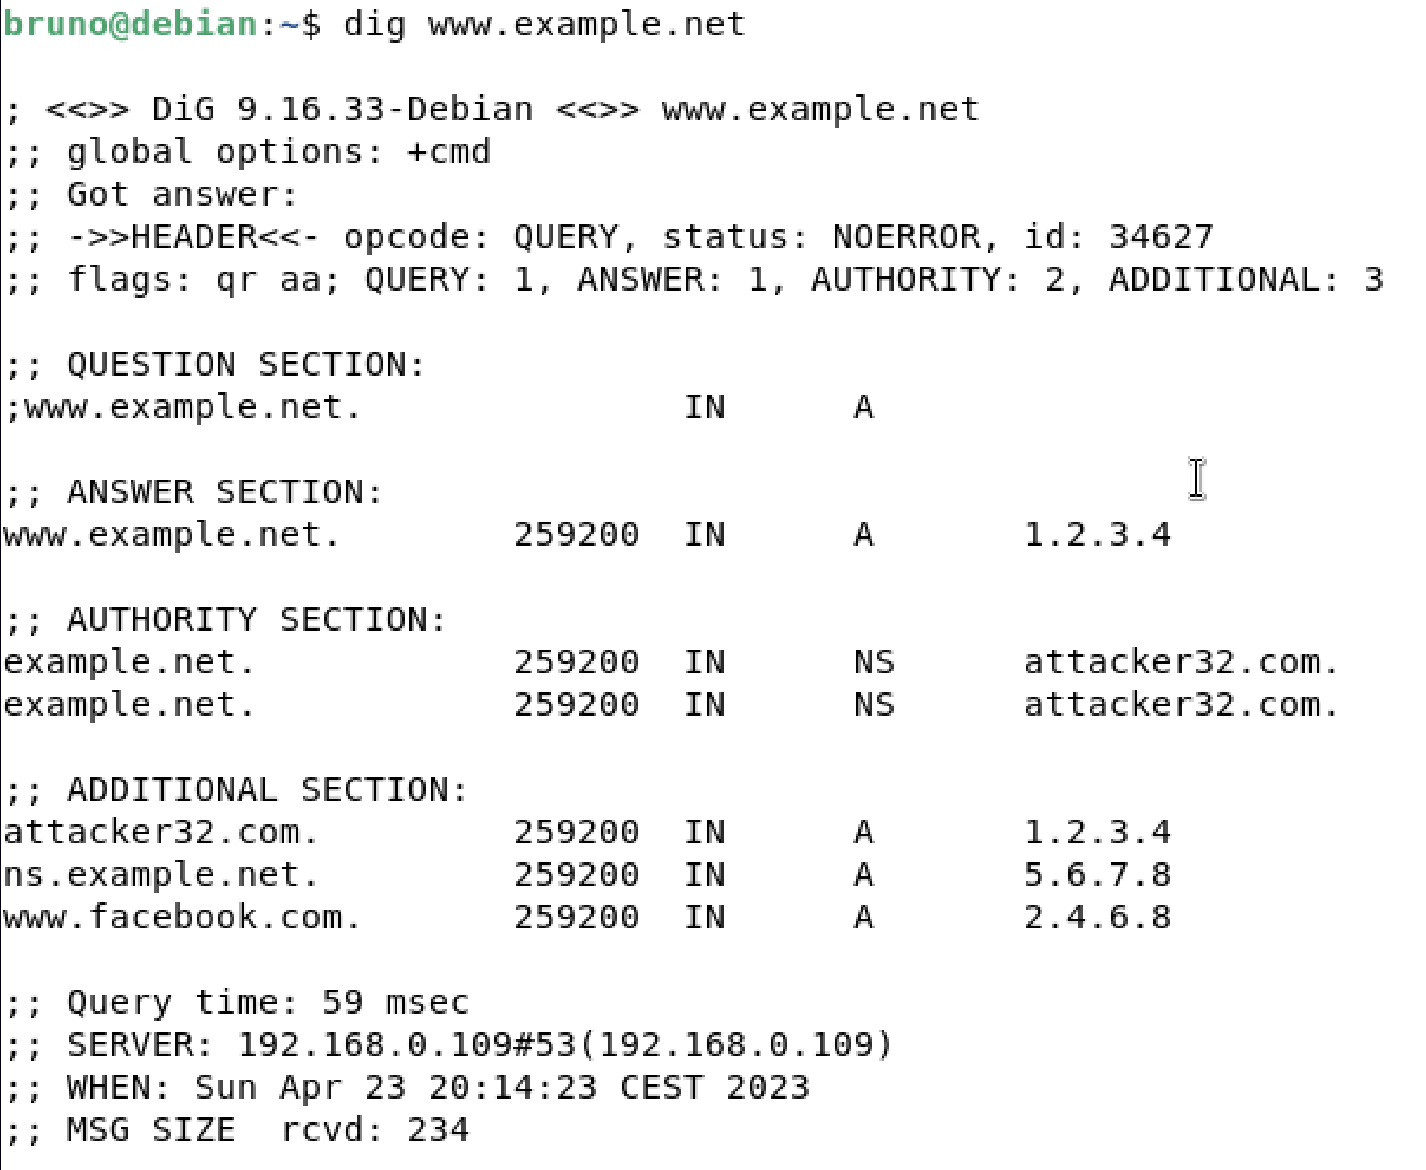 bruno@debian:~$ dig www.example.net
; <<>> DiG 9.16.33-Debian <<>> www.example.net
;; global options: +cmd
;; Got answer:
;; ->>HEADER<<- opcode: QUERY, status: NOERROR, id: 34627
;; flags: qr aa; QUERY: 1, ANSWER: 1, AUTHORITY: 2, ADDITIONAL: 3
;; QUESTION SECTION:
;www.example.net. IN A
;; ANSWER SECTION:
www.example.net. 259200 IN A 1.2.3.4
;; AUTHORITY SECTION:
example.net. 259200 IN NS attacker32.com.
example.net. 259200 IN NS attacker32.com.
;; ADDITIONAL SECTION:
attacker32.com. 259200 IN A 1.2.3.4
ns.example.net. 259200 IN A 5.6.7.8
www.facebook.com. 259200 IN A 2.4.6.8
;; Query time: 59 msec
;; SERVER: 192.168.0.109#53(192.168.0.109)
;; WHEN: Sun Apr 23 20:14:23 CEST 2023
;; MSG SIZE  rcvd: 234